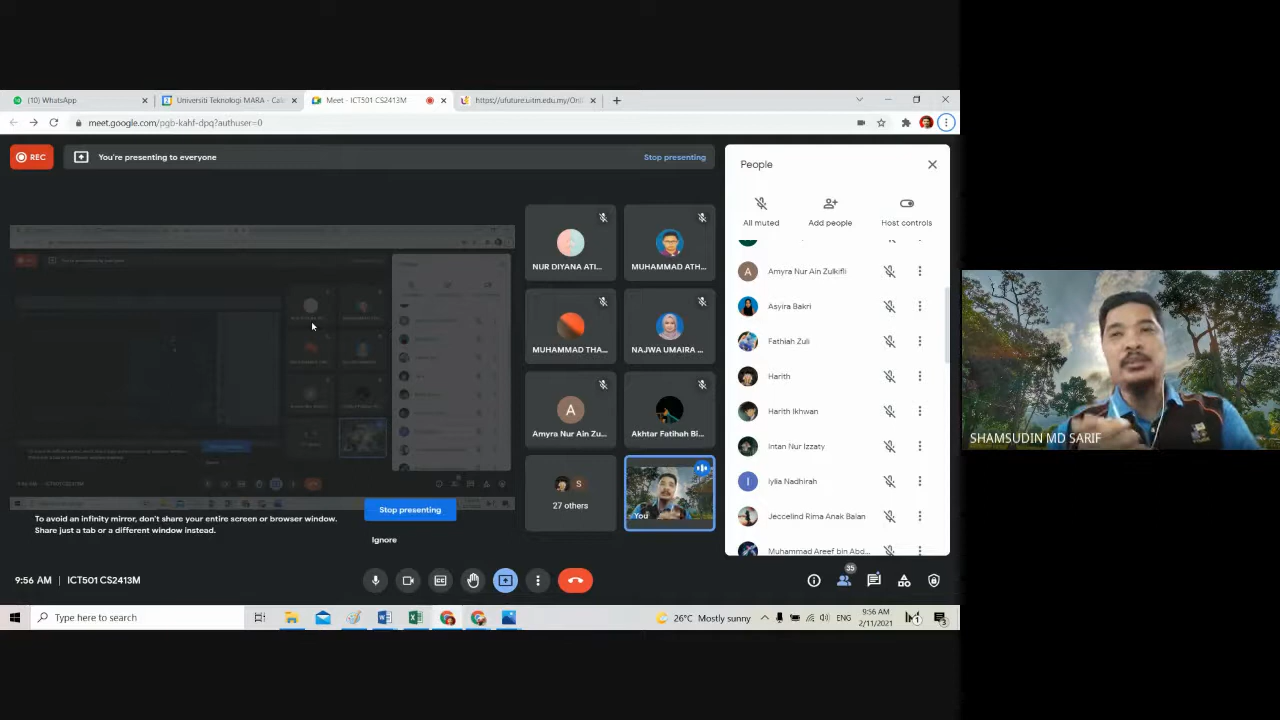 (10) WhatsApp
Universiti Teknologi MARA - Cale
Meet - ICT501 CS2413M
https://ufuture.uitm.edu.my/Onli
meet.google.com/pgb-kahf-dpq?authuser=0
REC
You're presenting to everyone
Stop presenting
People
All muted
Add people
Host controls
NUR DIYANA ATI...
MUHAMMAD ATH...
Amyra Nur Ain Zulkifli
Asyira Bakri
MUHAMMAD THA...
NAJWA UMAIRA ...
Fathiah Zuli
Harith
A
Amyra Nur Ain Zu...
Akhtar Fatihah Bi...
Harith Ikhwan
Intan Nur Izzaty
S
27 others
You
I
iylia Nadhirah
Jeccelind Rima Anak Balan
Muhammad Areef bin Abd...
To avoid an infinity mirror, don't share your entire screen or browser window.
Share just a tab or a different window instead.
Stop presenting
Ignore
9:56 AM | ICT501 CS2413M
35
Type here to search
26°C Mostly sunny
ENG
9:56 AM
2/11/2021
SHAMSUDIN MD SARIF